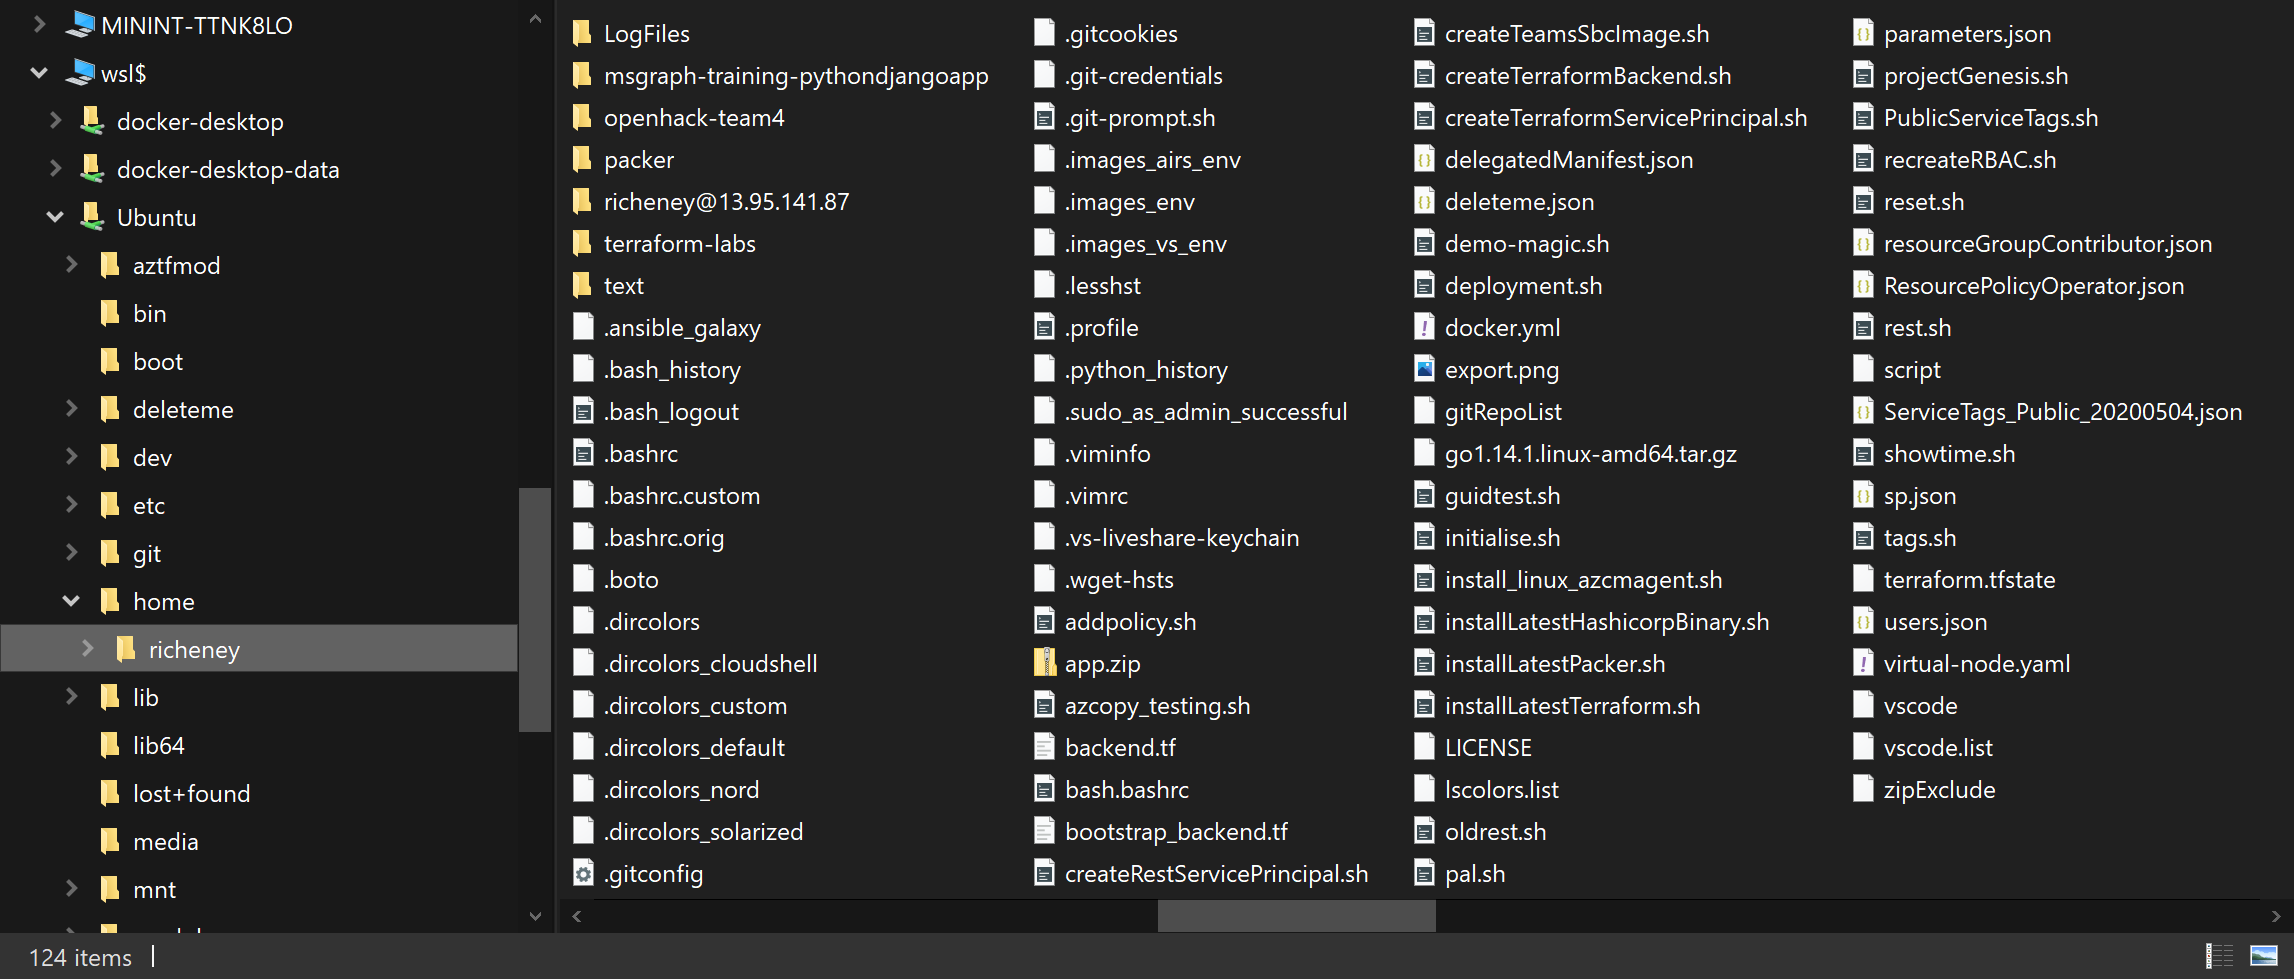 MININT-TTNK8LO
wsl$
docker-desktop
docker-desktop-data
Ubuntu
aztfmod
bin
boot
deleteme
dev
etc
git
home
richeney
lib
lib64
lost+found
media
mnt
LogFiles
msgraph-training-pythondjangoapp
openhack-team4
packer
richeney@13.95.141.87
terraform-labs
text
.ansible_galaxy
.bash_history
.bash_logout
.bashrc
.bashrc.custom
.bashrc.orig
.boto
.dircolors
.dircolors_cloudshell
.dircolors_custom
.dircolors_default
.dircolors_nord
.dircolors_solarized
.gitconfig
.gitcookies
.git-credentials
.git-prompt.sh
.images_airs_env
.images_env
.images_vs_env
.lesshst
.profile
.python_history
.sudo_as_admin_successful
.viminfo
.vimrc
.vs-liveshare-keychain
.wget-hsts
addpolicy.sh
app.zip
azcopy_testing.sh
backend.tf
bash.bashrc
bootstrap_backend.tf
createRestServicePrincipal.sh
createTeamsSbcImage.sh
createTerraformBackend.sh
createTerraformServicePrincipal.sh
delegatedManifest.json
deleteme.json
demo-magic.sh
deployment.sh
docker.yml
export.png
gitRepoList
go1.14.1.linux-amd64.tar.gz
guidtest.sh
initialise.sh
install_linux_azcmagent.sh
installLatestHashicorpBinary.sh
installLatestPacker.sh
installLatestTerraform.sh
LICENSE
lscolors.list
oldrest.sh
pal.sh
parameters.json
projectGenesis.sh
PublicServiceTags.sh
recreateRBAC.sh
reset.sh
resourceGroupContributor.json
ResourcePolicyOperator.json
rest.sh
script
ServiceTags_Public_20200504.json
showtime.sh
sp.json
tags.sh
terraform.tfstate
users.json
virtual-node.yaml
vscode
vscode.list
zipExclude
124 items